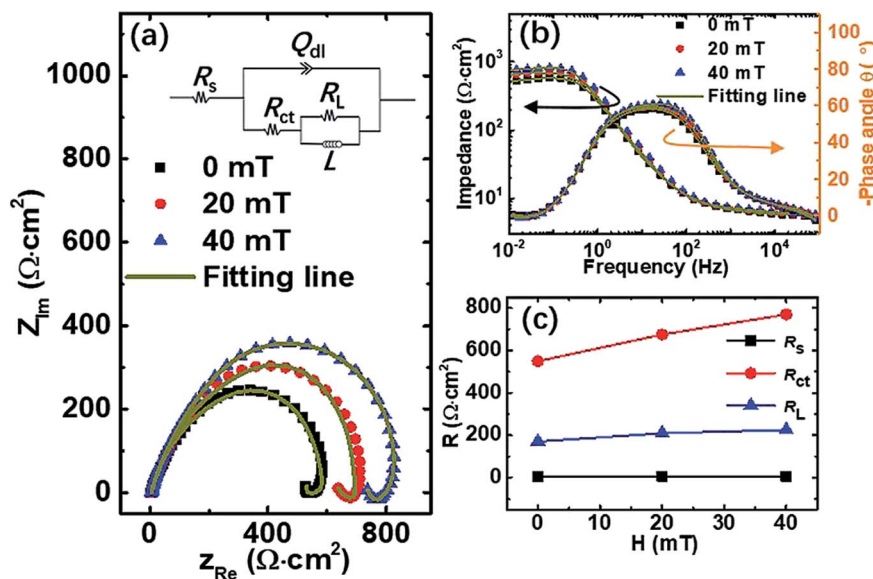 (a)
Q_dl
R_s
R_L
R_ct
L
0 mT
20 mT
40 mT
Fitting line
Z_Im (Ω·cm²)
1000
800
600
400
200
0
0 400 800
z_Re (Ω·cm²)
(b)
0 mT
20 mT
40 mT
Fitting line
Impedance (Ω·cm²)
10³
10²
10¹
10⁻² 10⁰ 10² 10⁴
Frequency (Hz)
100
80
60
40
20
0
-Phase angle θ( °)
(c)
R_s
R_ct
R_L
R (Ω·cm²)
800
600
400
200
0
0 10 20 30 40
H (mT)